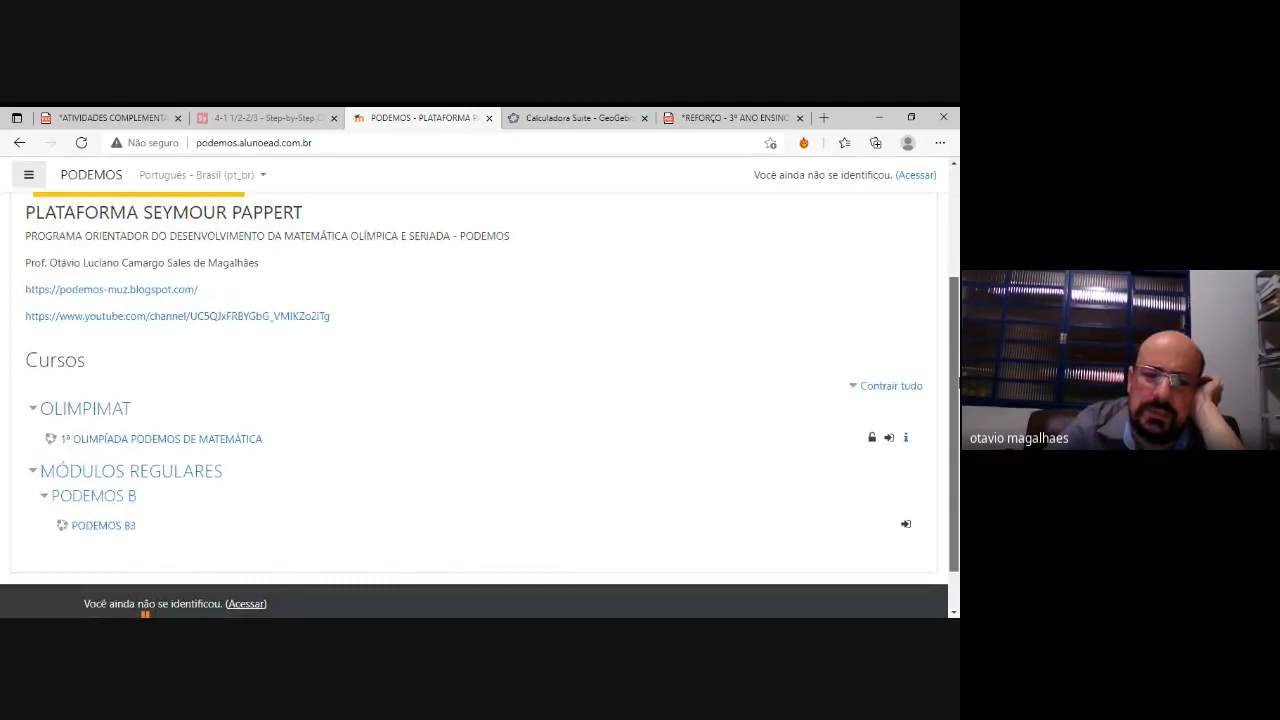 *ATIVIDADES COMPLEMENTA
4-1 1/2-2/3 - Step-by-Step C
PODEMOS - PLATAFORMA P
Calculadora Suite - GeoGebr
*REFORÇO - 3º ANO ENSINO
Não seguro
podemos.alunoead.com.br
PODEMOS
Português - Brasil (pt_br)
Você ainda não se identificou. (Acessar)
PLATAFORMA SEYMOUR PAPPERT
PROGRAMA ORIENTADOR DO DESENVOLVIMENTO DA MATEMÁTICA OLÍMPICA E SERIADA - PODEMOS
Prof. Otávio Luciano Camargo Sales de Magalhães
https://podemos-muz.blogspot.com/
https://www.youtube.com/channel/UC5QJxFRBYGbG_VMIKZo2iTg
Cursos
Contrair tudo
OLIMPIMAT
1ª OLIMPÍADA PODEMOS DE MATEMÁTICA
MÓDULOS REGULARES
PODEMOS B
PODEMOS B3
Você ainda não se identificou. (Acessar)
otavio magalhaes